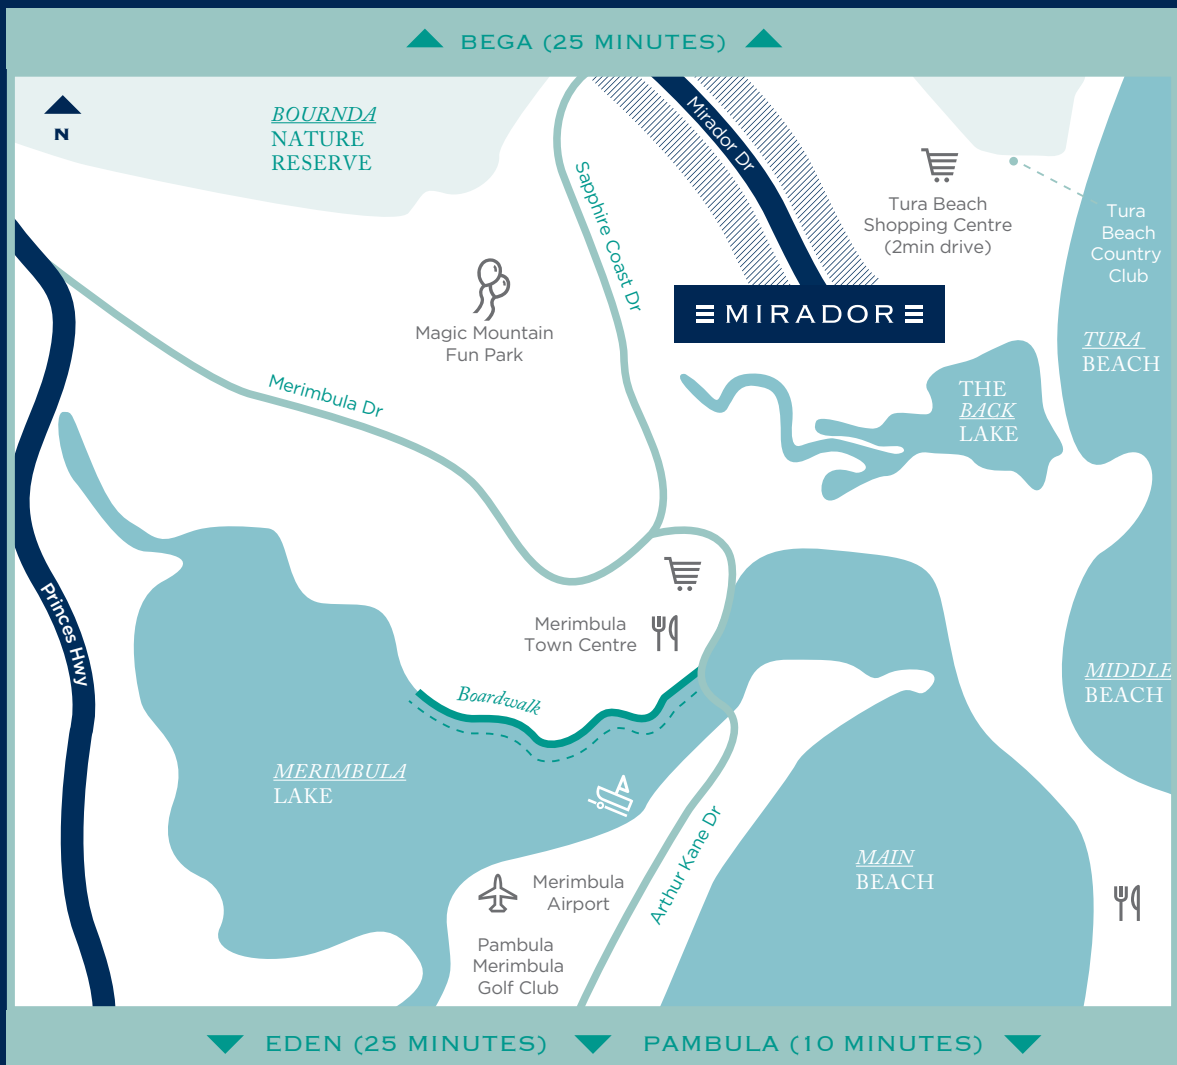 BEGA (25 MINUTES)
N
BOURNDA
NATURE
RESERVE
Mirador Dr
Sapphire Coast Dr
Tura Beach
Shopping Centre
(2min drive)
Tura
Beach
Country
Club
Magic Mountain
Fun Park
MIRADOR
TURA
BEACH
Merimbula Dr
THE
BACK
LAKE
Princes Hwy
Merimbula
Town Centre
MIDDLE
BEACH
Boardwalk
MERIMBULA
LAKE
Arthur Kane Dr
MAIN
BEACH
Merimbula
Airport
Pambula
Merimbula
Golf Club
EDEN (25 MINUTES)
PAMBULA (10 MINUTES)